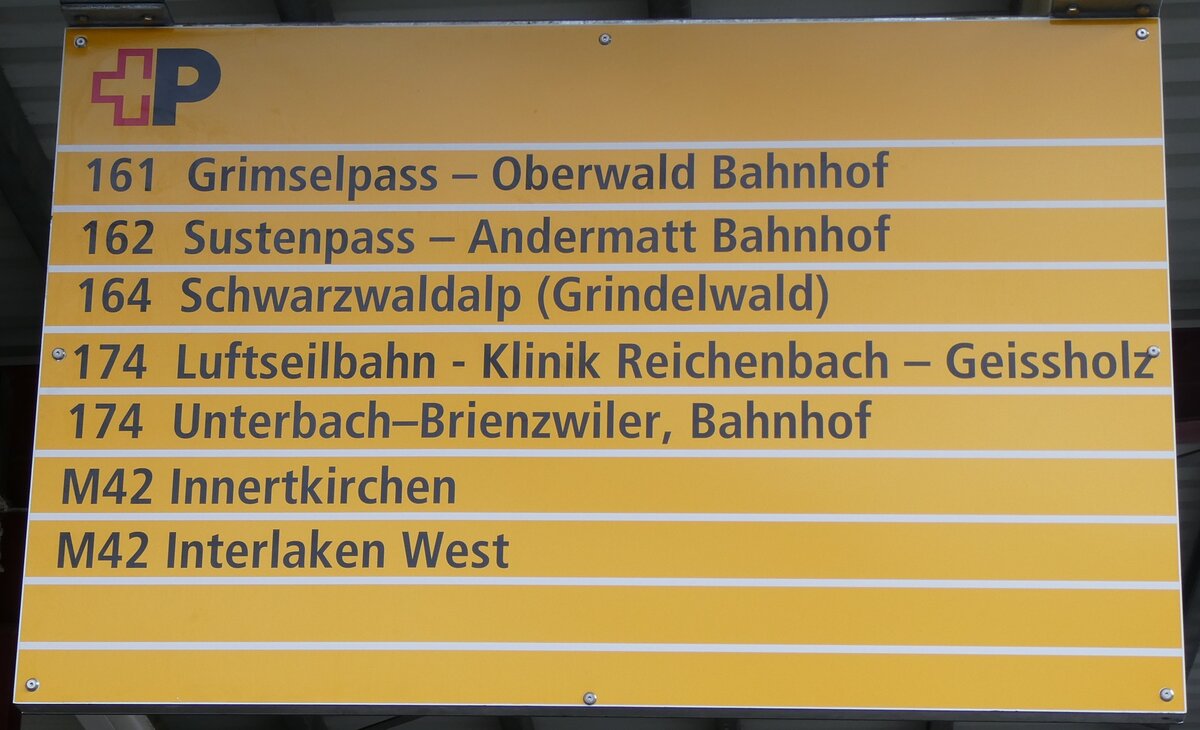 P
161 Grimselpass – Oberwald Bahnhof
162 Sustenpass – Andermatt Bahnhof
164 Schwarzwaldalp (Grindelwald)
174 Luftseilbahn - Klinik Reichenbach – Geissholz
174 Unterbach–Brienzwiler, Bahnhof
M42 Innertkirchen
M42 Interlaken West